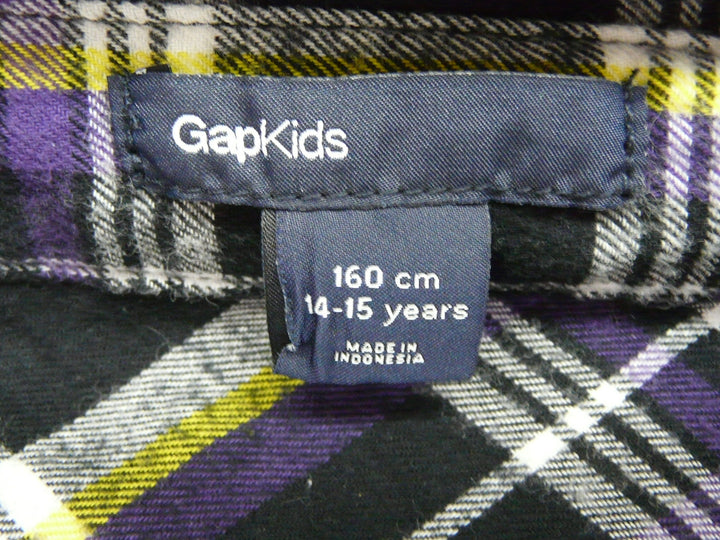 GapKids
160 cm
14-15 years
MADE IN
INDONESIA